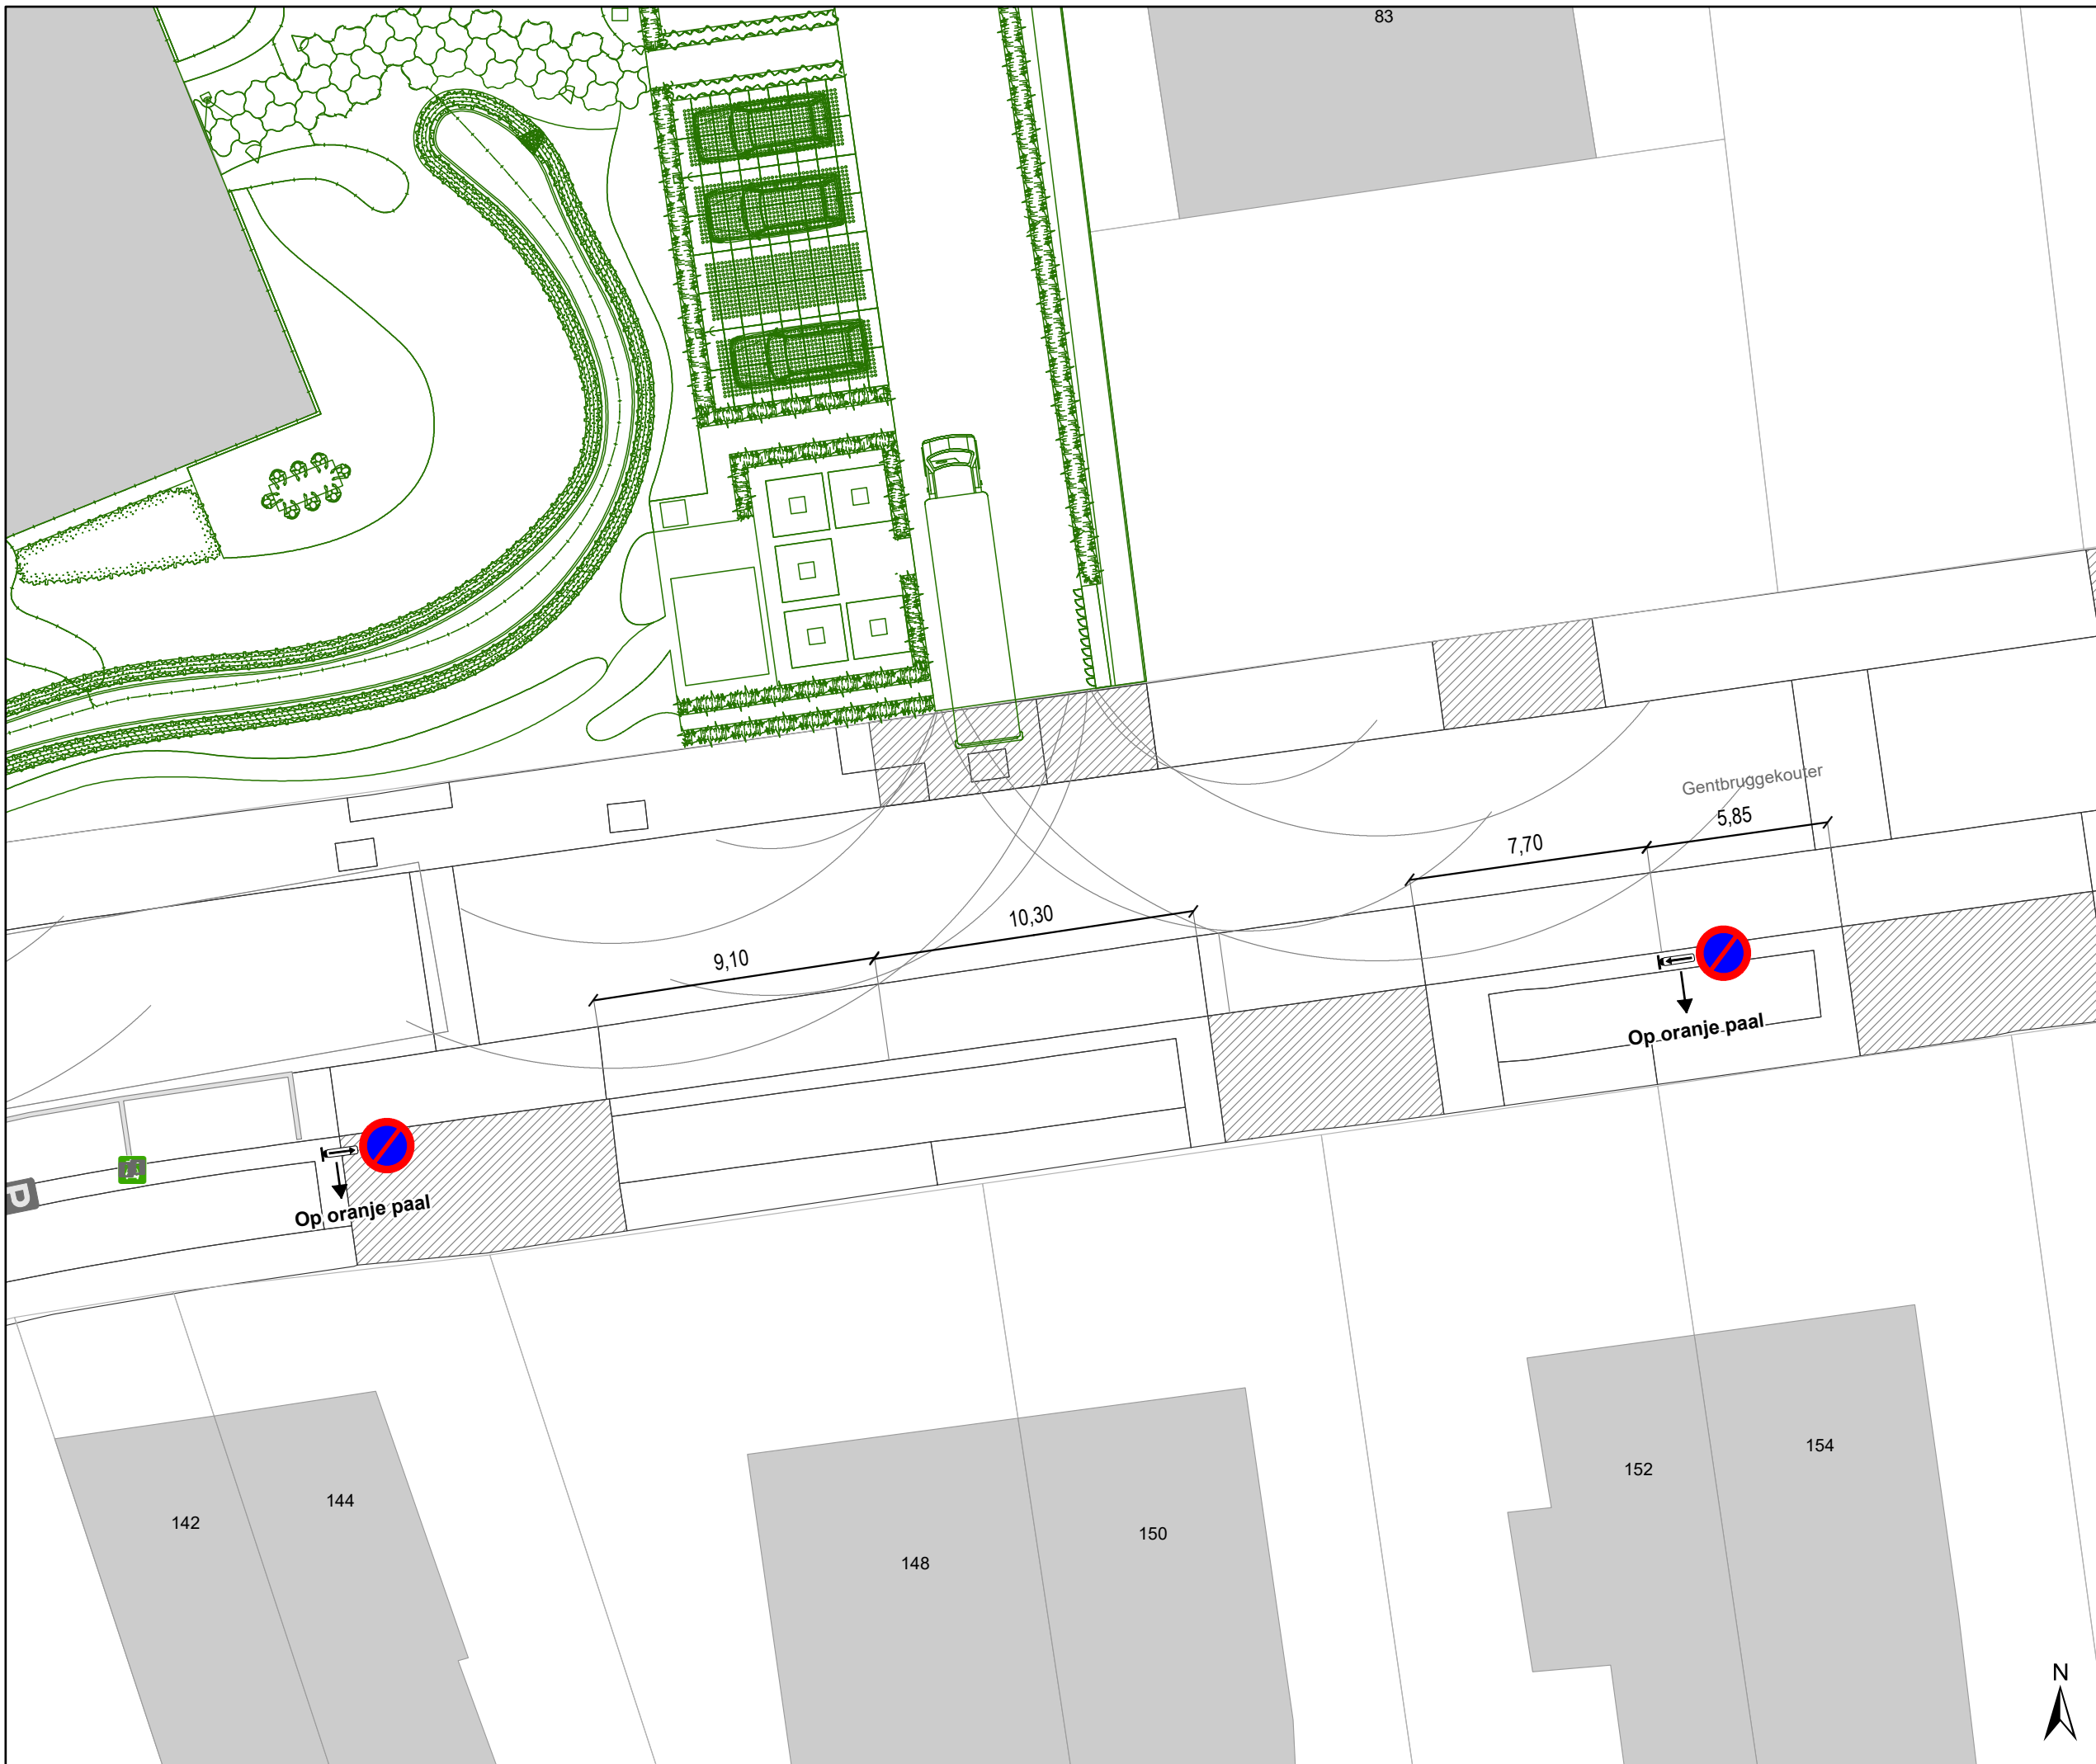 83
Gentbruggekouter
5,85
7,70
10,30
9,10
Op oranje paal
P
Op oranje paal
154
152
144
142
150
148
N